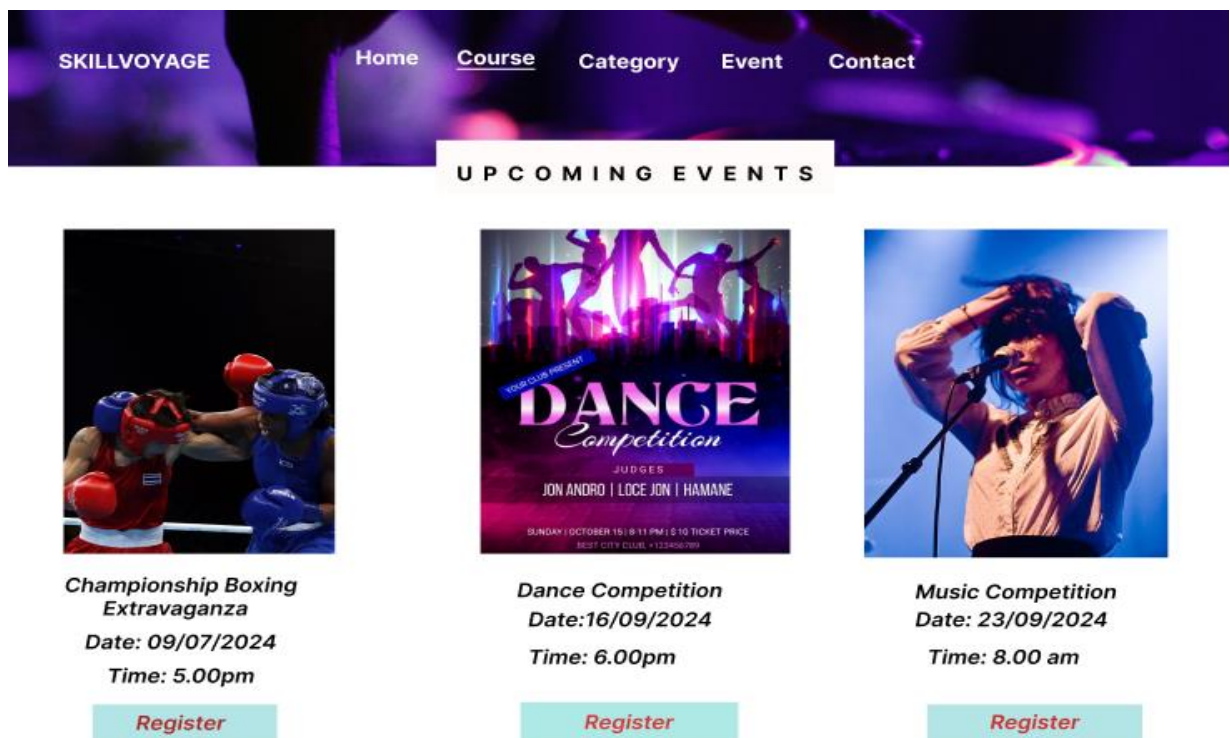 SKILLVOYAGE Home Course Category Event Contact
UPCOMING EVENTS
YOUR CLUB PRESENT
DANCE
Competition
JUDGES
JON ANDRO | LOCE JON | HAMANE
SUNDAY | OCTOBER 15 | 8-11 PM | $ 10 TICKET PRICE
BEST CITY CLUB, +123456789
Championship Boxing
Extravaganza
Date: 09/07/2024
Time: 5.00pm
Register
Dance Competition
Date:16/09/2024
Time: 6.00pm
Register
Music Competition
Date: 23/09/2024
Time: 8.00 am
Register